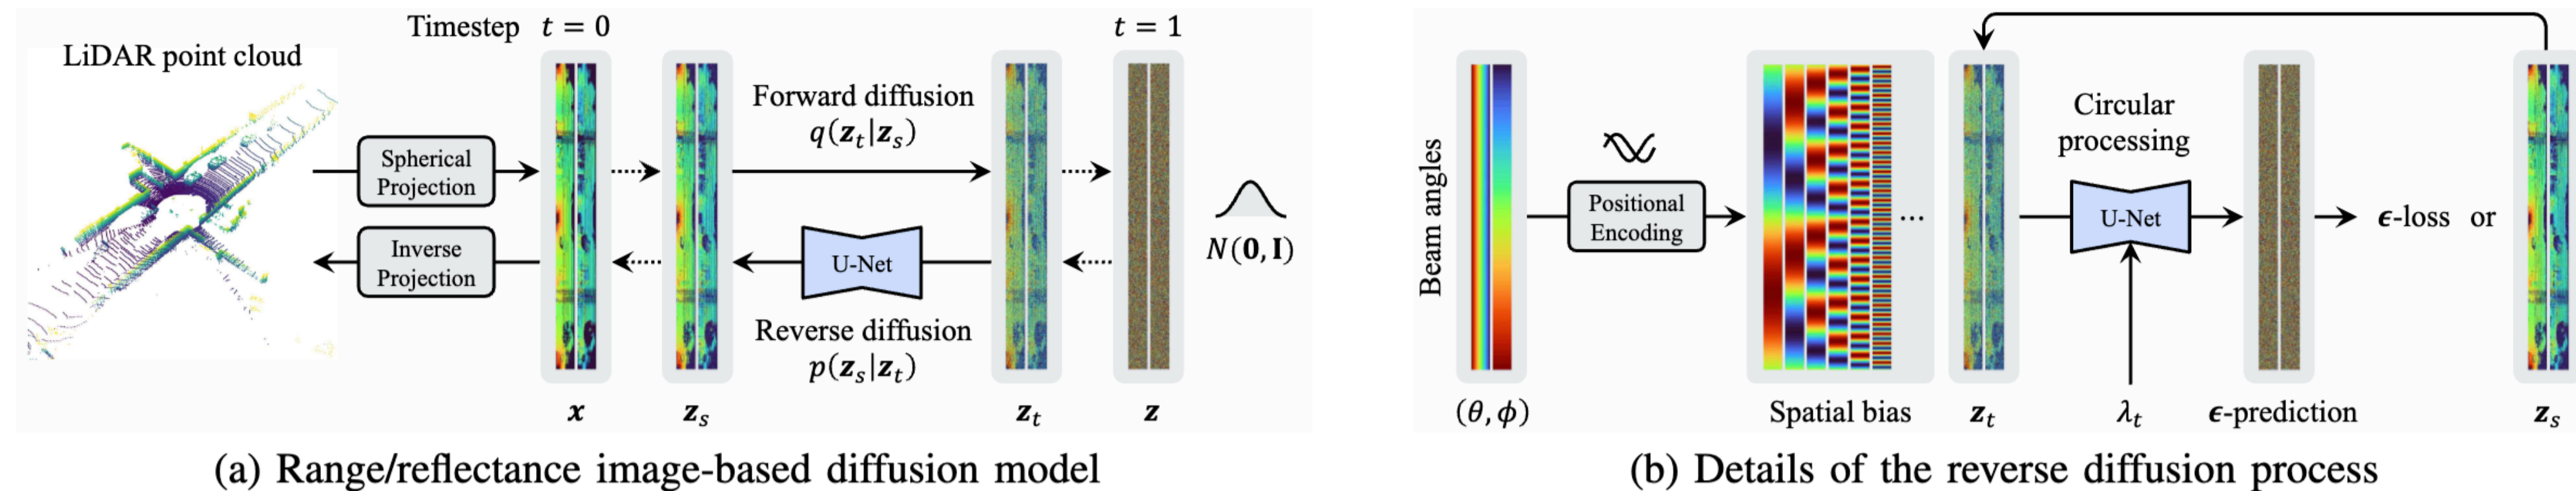 Timestep t = 0
t = 1
LiDAR point cloud
Spherical
Projection
Inverse
Projection
Forward diffusion
q(z_t|z_s)
U-Net
Reverse diffusion
p(z_s|z_t)
N(0, I)
x
z_s
z_t
z
(a) Range/reflectance image-based diffusion model
Beam angles
(θ, ϕ)
Positional
Encoding
...
Spatial bias
z_t
Circular
processing
U-Net
λ_t
ϵ-prediction
ϵ-loss or
z_s
(b) Details of the reverse diffusion process